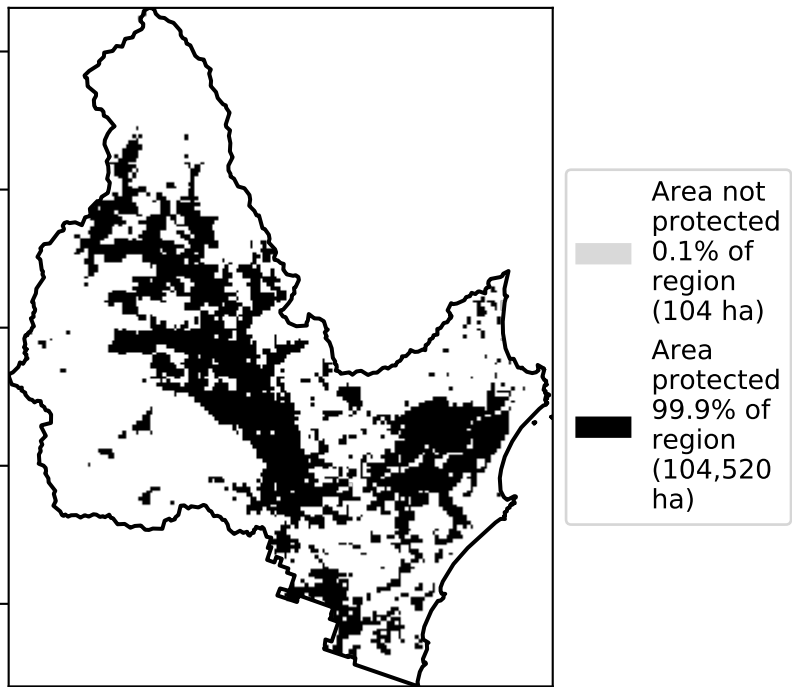 Area not
protected
0.1% of
region
(104 ha)
Area
protected
99.9% of
region
(104,520
ha)